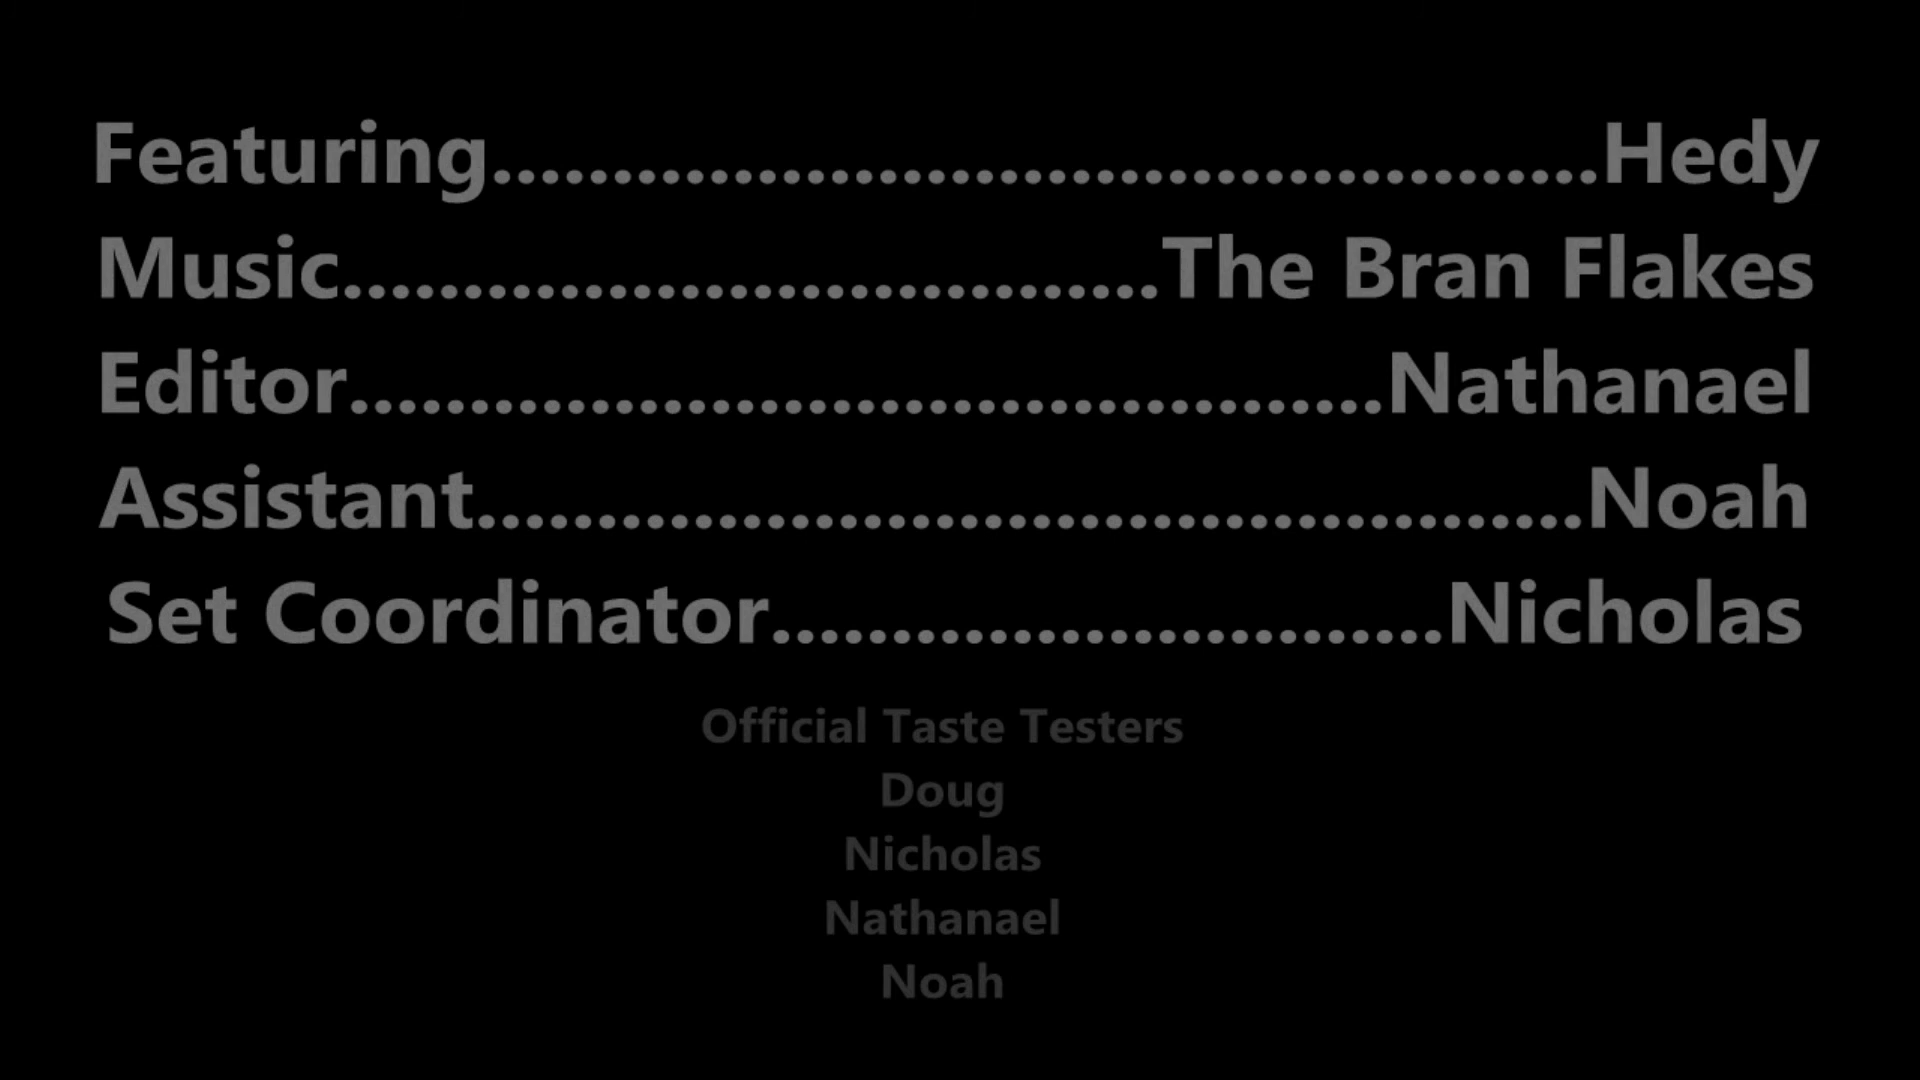 Featuring..............................................Hedy
Music..................................The Bran Flakes
Editor...........................................Nathanael
Assistant..............................................Noah
Set Coordinator............................Nicholas
Official Taste Testers
Doug
Nicholas
Nathanael
Noah